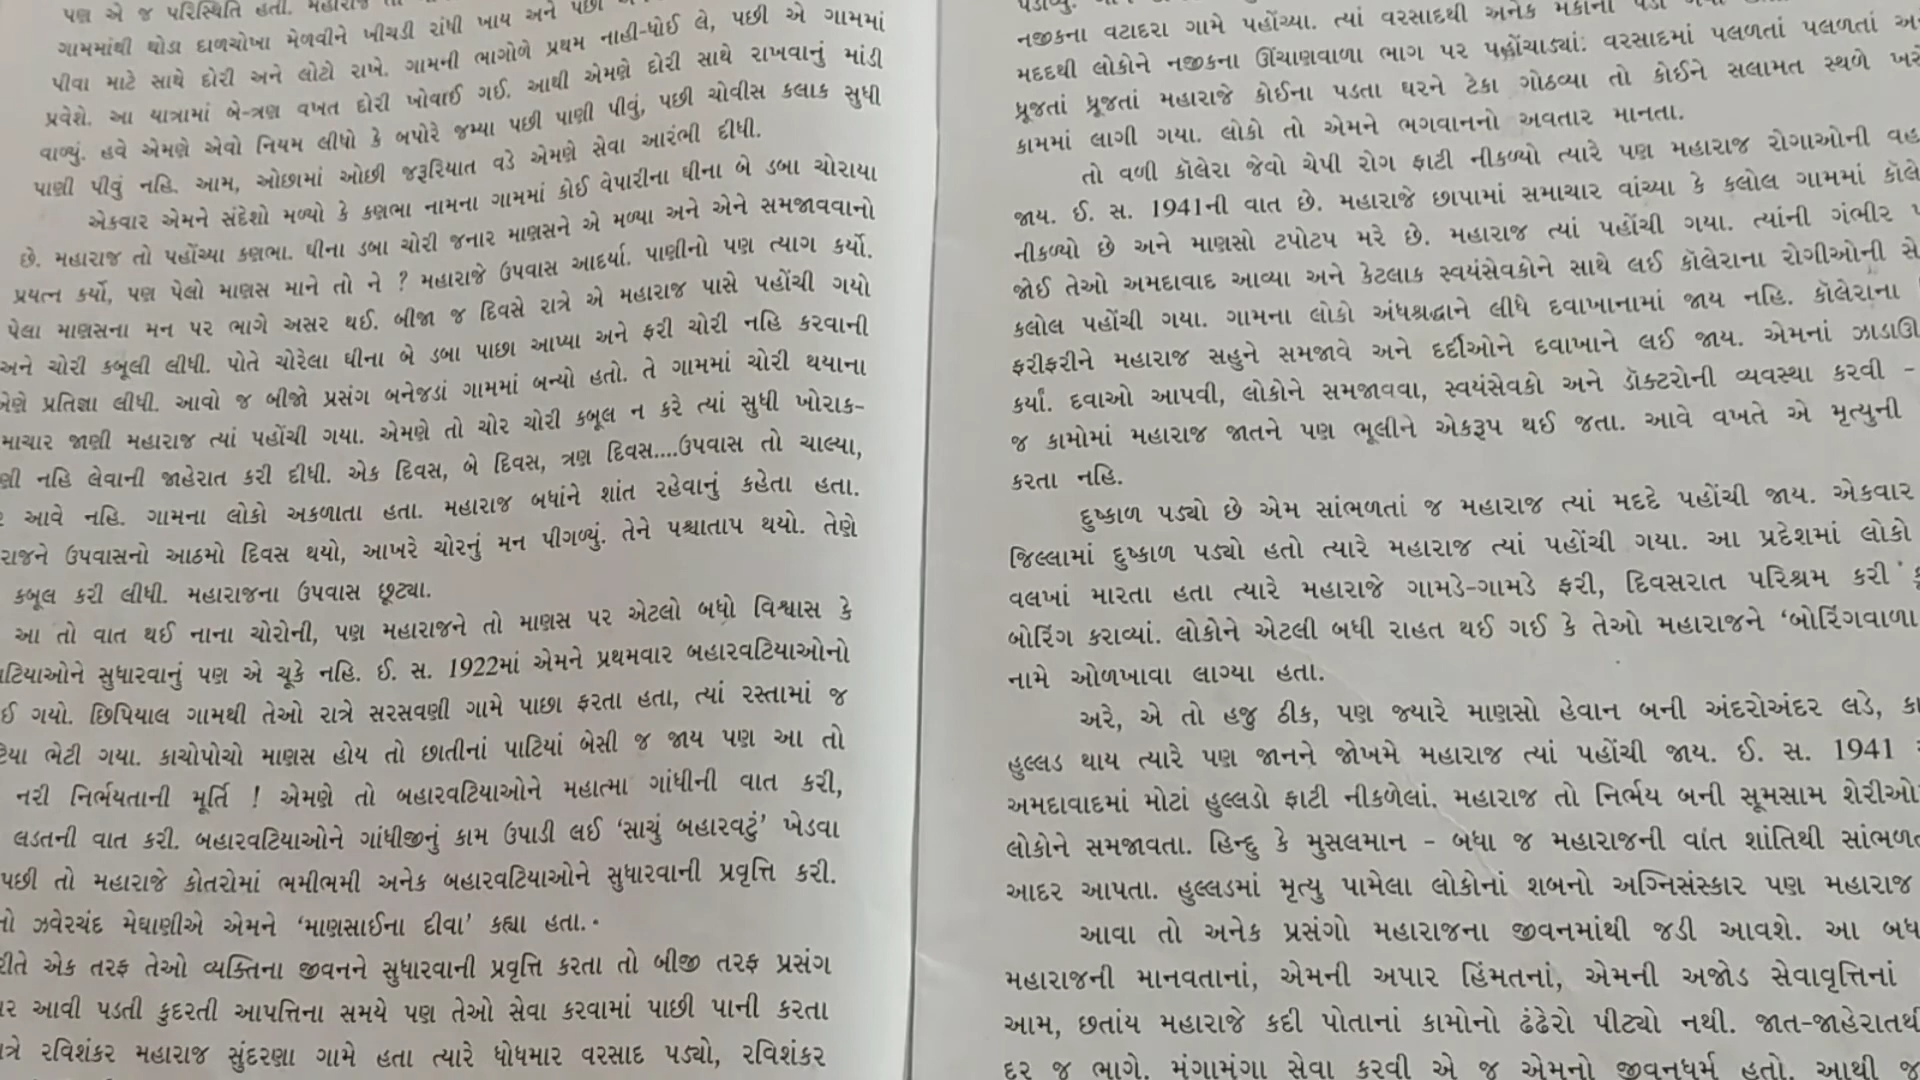 પણ એ જ પરિસ્થિતિ હતી.
ગામમાંથી થોડા દાળચોખા મેળવીને ખીચડી રાંધી ખાય અને પછી
પીવા માટે સાથે દોરી અને લોટો રાખે. ગામની ભાગોળે પ્રથમ નાહી-ધોઈ લે, પછી એ ગામમાં
પ્રવેશે. આ યાત્રામાં બે-ત્રણ વખત દોરી ખોવાઈ ગઈ. આથી એમણે દોરી સાથે રાખવાનું માંડી
વાળ્યું. હવે એમણે એવો નિયમ લીધો કે બપોરે જમ્યા પછી પાણી પીવું, પછી ચોવીસ કલાક સુધી
પાણી પીવું નહિ. આમ, ઓછામાં ઓછી જરૂરિયાત વડે એમણે સેવા આરંભી દીધી.
એકવાર એમને સંદેશો મળ્યો કે કણભા નામના ગામમાં કોઈ વેપારીના ઘીના બે ડબા ચોરાયા
છે. મહારાજ તો પહોંચ્યા કણભા. ઘીના ડબા ચોરી જનાર માણસને એ મળ્યા અને એને સમજાવવાનો
પ્રયત્ન કર્યો, પણ પેલો માણસ માને તો ને ? મહારાજે ઉપવાસ આદર્યા. પાણીનો પણ ત્યાગ કર્યો.
પેલા માણસના મન પર ભાગે અસર થઈ. બીજા જ દિવસે રાત્રે એ મહારાજ પાસે પહોંચી ગયો
અને ચોરી કબૂલી લીધી. પોતે ચોરેલા ઘીના બે ડબા પાછા આપ્યા અને ફરી ચોરી નહિ કરવાની
પ્રતિજ્ઞા લીધી. આવો જ બીજો પ્રસંગ બનેજડાં ગામમાં બન્યો હતો. તે ગામમાં ચોરી થયાના
માચાર જાણી મહારાજ ત્યાં પહોંચી ગયા. એમણે તો ચોર ચોરી કબૂલ ન કરે ત્યાં સુધી ખોરાક-
ણી નહિ લેવાની જાહેરાત કરી દીધી. એક દિવસ, બે દિવસ, ત્રણ દિવસ....ઉપવાસ તો ચાલ્યા,
આવે નહિ. ગામના લોકો અકળાતા હતા. મહારાજ બધાંને શાંત રહેવાનું કહેતા હતા.
રાજને ઉપવાસનો આઠમો દિવસ થયો, આખરે ચોરનું મન પીગળ્યું. તેને પશ્ચાતાપ થયો. તેણે
કબૂલ કરી લીધી. મહારાજના ઉપવાસ છૂટ્યા.
આ તો વાત થઈ નાના ચોરોની, પણ મહારાજને તો માણસ પર એટલો બધો વિશ્વાસ કે
ટિયાઓને સુધારવાનું પણ એ ચૂકે નહિ. ઈ. સ. 1922માં એમને પ્રથમવાર બહારવટિયાઓનો
ઈ ગયો. છિપિયાલ ગામથી તેઓ રાત્રે સરસવણી ગામે પાછા ફરતા હતા, ત્યાં રસ્તામાં જ
ભેટી ગયા. કાચોપોચો માણસ હોય તો છાતીનાં પાટિયાં બેસી જ જાય પણ આ તો
નરી નિર્ભયતાની મૂર્તિ ! એમણે તો બહારવટિયાઓને મહાત્મા ગાંધીની વાત કરી,
લડતની વાત કરી. બહારવટિયાઓને ગાંધીજીનું કામ ઉપાડી લઈ ‘સાચું બહારવટું’ ખેડવા
પછી તો મહારાજે કોતરોમાં ભમીભમી અનેક બહારવટિયાઓને સુધારવાની પ્રવૃત્તિ કરી.
ઝવેરચંદ મેઘાણીએ એમને ‘માણસાઈના દીવા’ કહ્યા હતા.
રીતે એક તરફ તેઓ વ્યક્તિના જીવનને સુધારવાની પ્રવૃત્તિ કરતા તો બીજી તરફ પ્રસંગ
આવી પડતી કુદરતી આપત્તિના સમયે પણ તેઓ સેવા કરવામાં પાછી પાની કરતા
રવિશંકર મહારાજ સુંદરણા ગામે હતા ત્યારે ધોધમાર વરસાદ પડ્યો, રવિશંકર
નજીકના વટાદરા ગામે પહોંચ્યા. ત્યાં વરસાદથી અનેક
મદદથી લોકોને નજીકના ઊંચાણવાળા ભાગ પર પહોંચાડ્યાં. વરસાદમાં પલળતાં પલળતાં
ધ્રૂજતાં ધ્રૂજતાં મહારાજે કોઈના પડતા ઘરને ટેકા ગોઠવ્યા તો કોઈને સલામત સ્થળે
કામમાં લાગી ગયા. લોકો તો એમને ભગવાનનો અવતાર માનતા.
તો વળી કૉલેરા જેવો ચેપી રોગ ફાટી નીકળ્યો ત્યારે પણ મહારાજ રોગાઓની
જાય. ઈ. સ. 1941ની વાત છે. મહારાજે છાપામાં સમાચાર વાંચ્યા કે કલોલ ગામમાં
નીકળ્યો છે અને માણસો ટપોટપ મરે છે. મહારાજ ત્યાં પહોંચી ગયા. ત્યાંની ગંભીર
જોઈ તેઓ અમદાવાદ આવ્યા અને કેટલાક સ્વયંસેવકોને સાથે લઈ કૉલેરાના રોગીઓની
કલોલ પહોંચી ગયા. ગામના લોકો અંધશ્રદ્ધાને લીધે દવાખાનામાં જાય નહિ. કૉલેરાના
ફરીફરીને મહારાજ સહુને સમજાવે અને દર્દીઓને દવાખાને લઈ જાય. એમનાં
કર્યાં. દવાઓ આપવી, લોકોને સમજાવવા, સ્વયંસેવકો અને ડૉક્ટરોની વ્યવસ્થા કરવી -
જ કામોમાં મહારાજ જાતને પણ ભૂલીને એકરૂપ થઈ જતા. આવે વખતે એ મૃત્યુની
કરતા નહિ.
દુષ્કાળ પડ્યો છે એમ સાંભળતાં જ મહારાજ ત્યાં મદદે પહોંચી જાય. એકવાર
જિલ્લામાં દુષ્કાળ પડ્યો હતો ત્યારે મહારાજ ત્યાં પહોંચી ગયા. આ પ્રદેશમાં લોકો
વલખાં મારતા હતા ત્યારે મહારાજે ગામડે-ગામડે ફરી, દિવસરાત પરિશ્રમ કરી
બોરિંગ કરાવ્યાં. લોકોને એટલી બધી રાહત થઈ ગઈ કે તેઓ મહારાજને ‘બોરિંગવાળા
નામે ઓળખાવા લાગ્યા હતા.
અરે, એ તો હજુ ઠીક, પણ જ્યારે માણસો હેવાન બની અંદરોઅંદર લડે,
હુલ્લડ થાય ત્યારે પણ જાનને જોખમે મહારાજ ત્યાં પહોંચી જાય. ઈ. સ. 1941
અમદાવાદમાં મોટાં હુલ્લડો ફાટી નીકળેલાં. મહારાજ તો નિર્ભય બની સૂમસામ શેરીઓ
લોકોને સમજાવતા. હિન્દુ કે મુસલમાન - બધા જ મહારાજની વાત શાંતિથી સાંભળતા
આદર આપતા. હુલ્લડમાં મૃત્યુ પામેલા લોકોનાં શબનો અગ્નિસંસ્કાર પણ મહારાજ
આવા તો અનેક પ્રસંગો મહારાજના જીવનમાંથી જડી આવશે. આ બધ
મહારાજની માનવતાનાં, એમની અપાર હિંમતનાં, એમની અજોડ સેવાવૃત્તિનાં
આમ, છતાંય મહારાજે કદી પોતાનાં કામોનો ઢંઢેરો પીટ્યો નથી. જાત-જાહેરાતથી
દૂર જ ભાગે. મૂંગામૂંગા સેવા કરવી એ જ એમનો જીવનધર્મ હતો. આથી જ